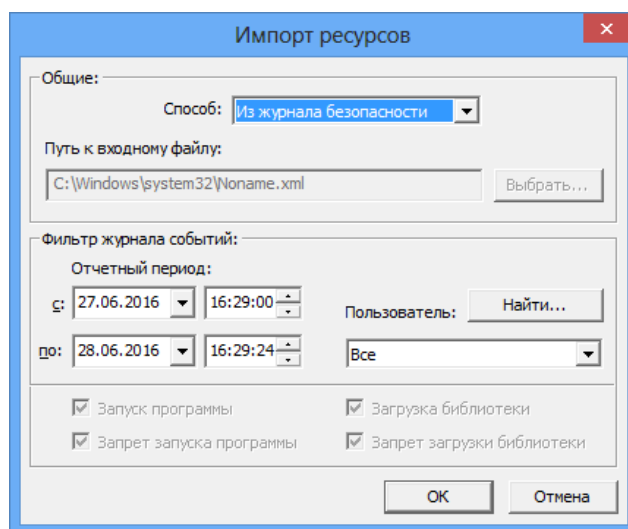 Импорт ресурсов
Общие:
Способ: Из журнала безопасности
Путь к входному файлу:
C:\Windows\system32\Noname.xml Выбрать...
Фильтр журнала событий:
Отчетный период:
с: 27.06.2016 16:29:00 Пользователь: Найти...
по: 28.06.2016 16:29:24 Все
Запуск программы Загрузка библиотеки
Запрет запуска программы Запрет загрузки библиотеки
OK Отмена